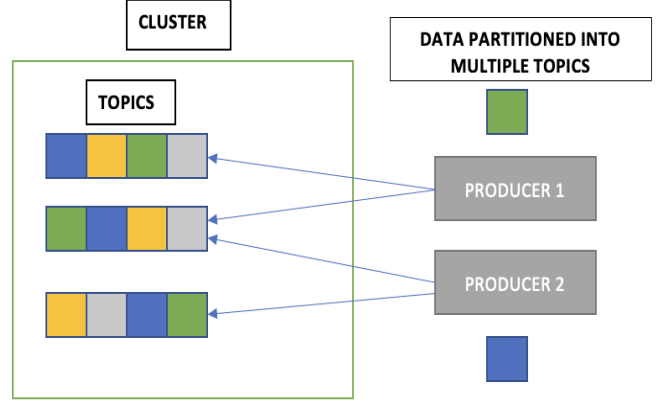 CLUSTER
DATA PARTITIONED INTO
MULTIPLE TOPICS
TOPICS
PRODUCER 1
PRODUCER 2